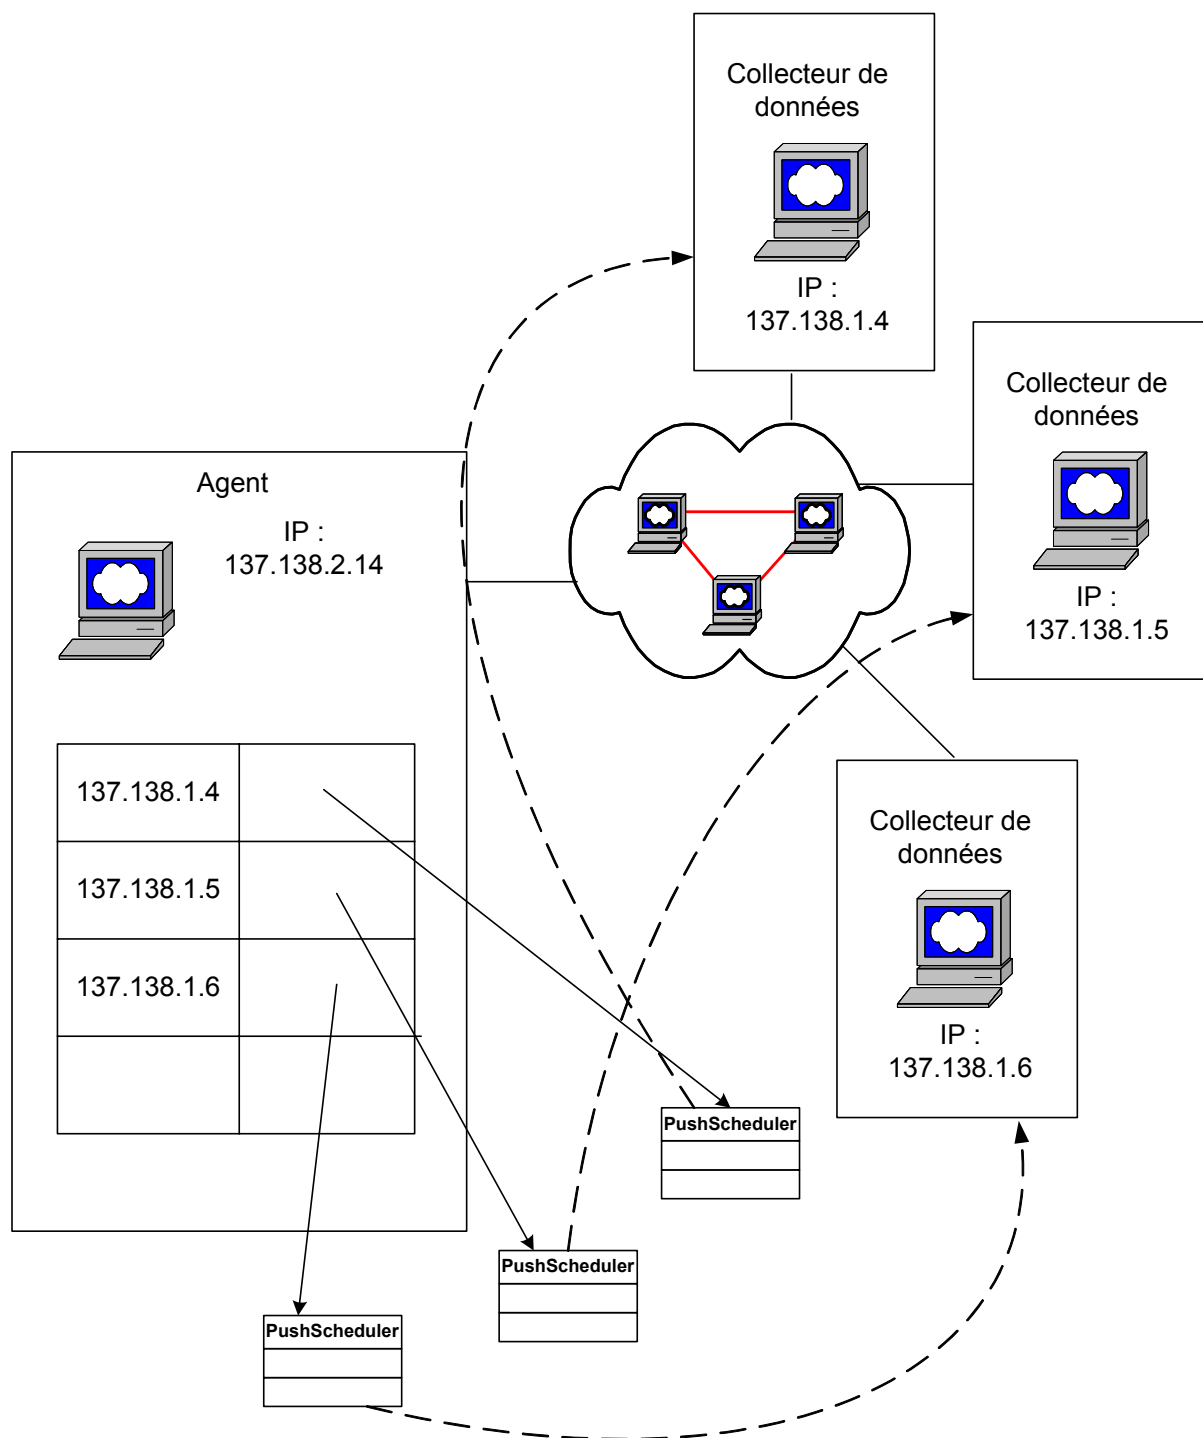 Collecteur de
données
IP :
137.138.1.4
Collecteur de
données
IP :
137.138.1.5
Agent
IP :
137.138.2.14
137.138.1.4
137.138.1.5
137.138.1.6
Collecteur de
données
IP :
137.138.1.6
PushScheduler
PushScheduler
PushScheduler